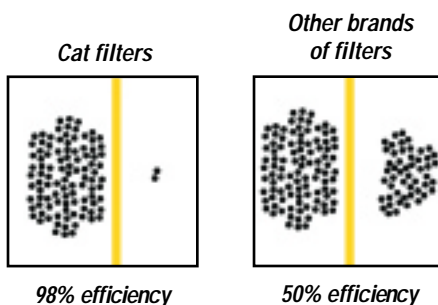 Cat filters
Other brands
of filters
98% efficiency
50% efficiency